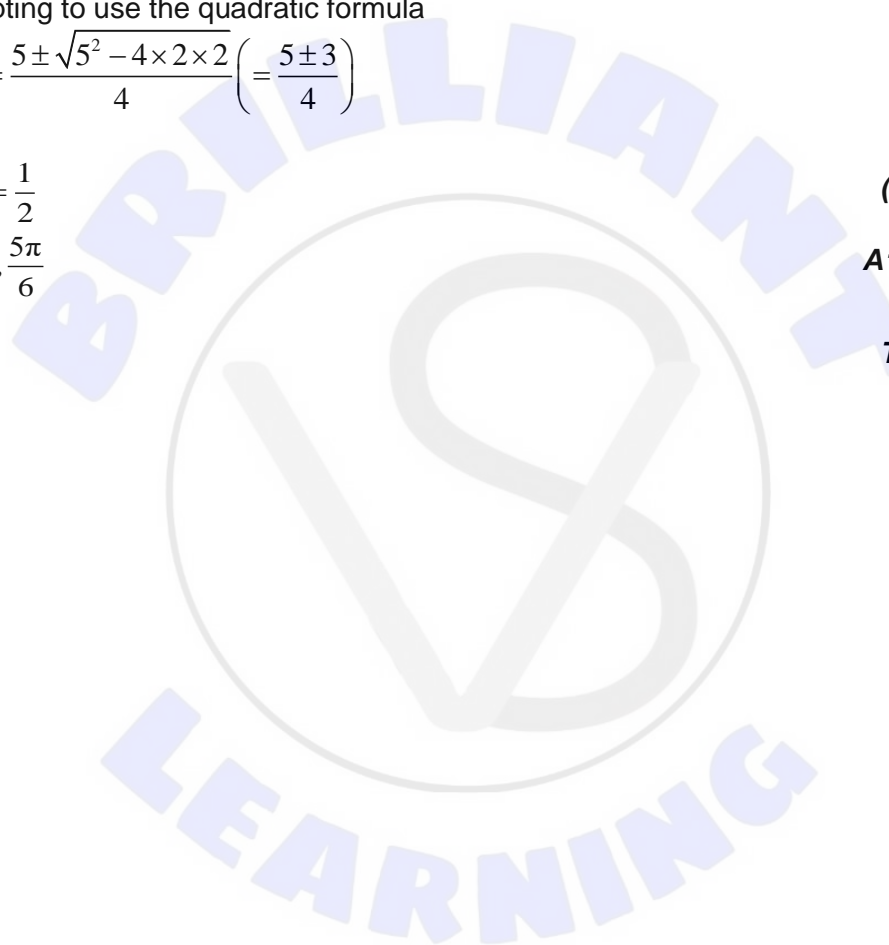 oting to use the quadratic formula
= 5 ± √(5² − 4 × 2 × 2) / 4 ( = 5 ± 3 / 4 )
= 1/2
, 5π/6
(
A
T
BRILLIANT
VS
LEARNING